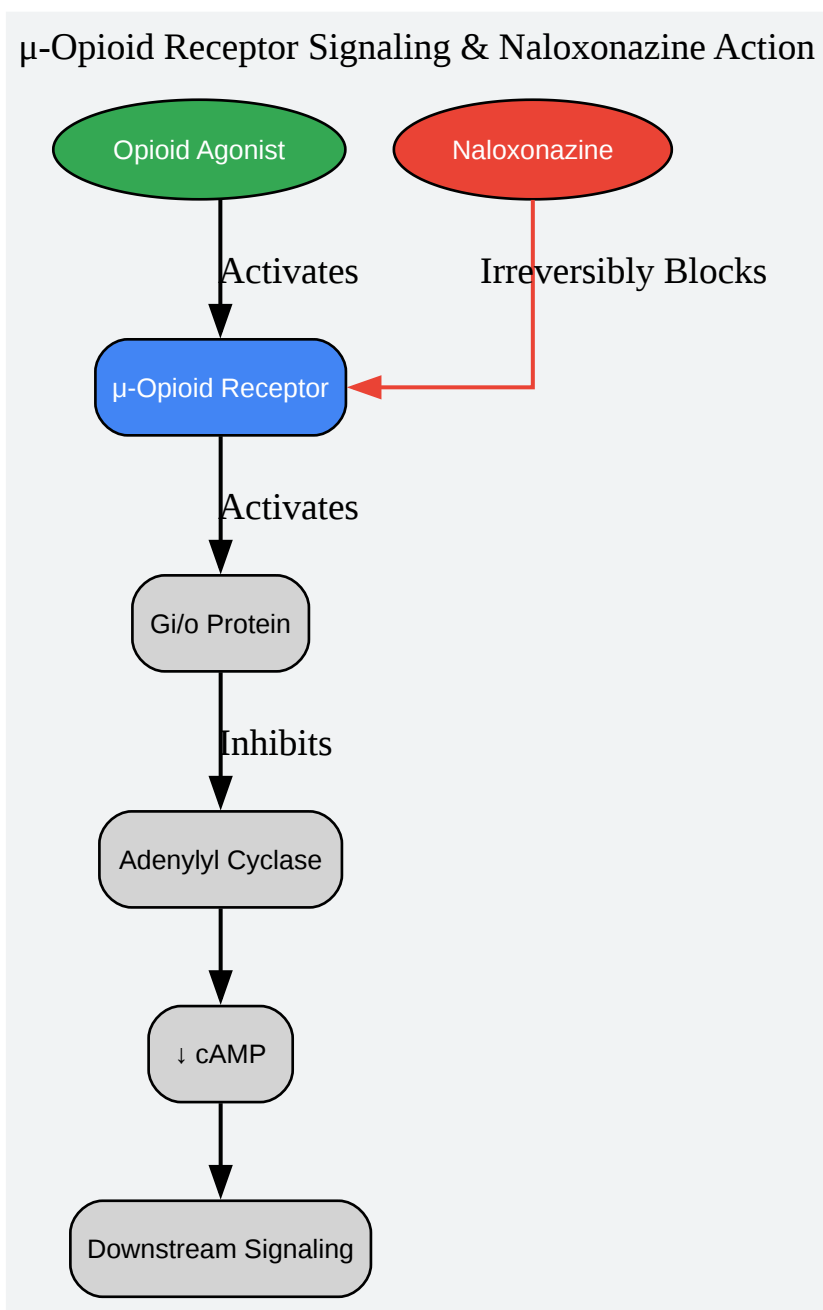 μ-Opioid Receptor Signaling & Naloxonazine Action
Opioid Agonist
Naloxonazine
Activates
Irreversibly Blocks
μ-Opioid Receptor
Activates
Gi/o Protein
Inhibits
Adenylyl Cyclase
↓ cAMP
Downstream Signaling